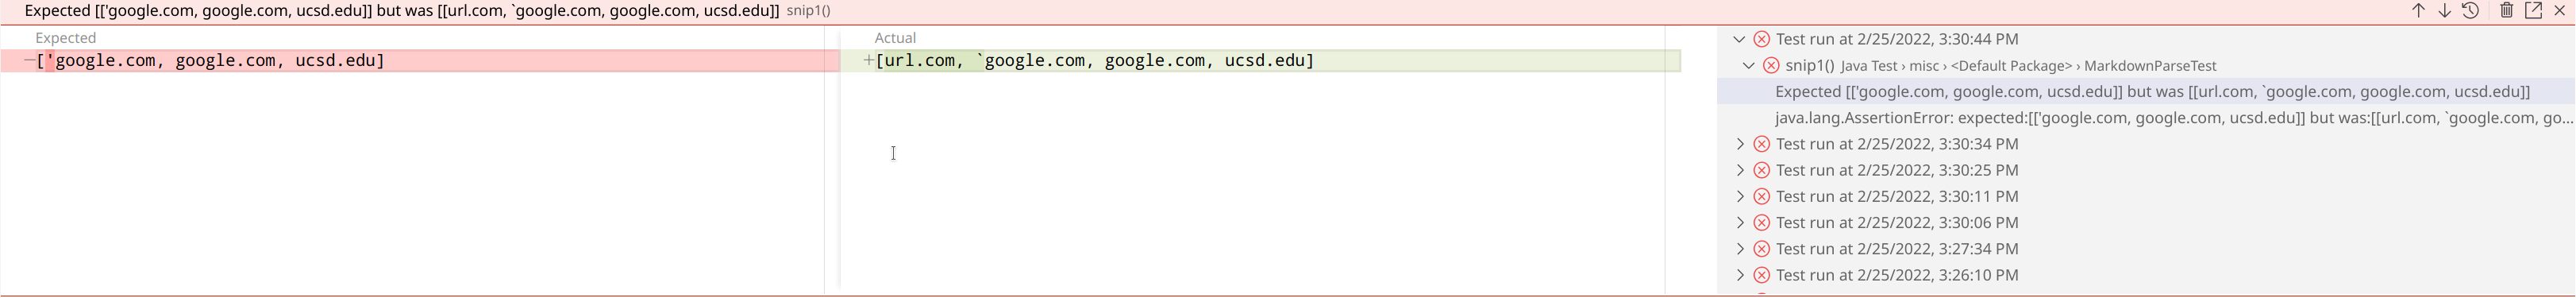 Expected [['google.com, google.com, ucsd.edu]] but was [[url.com, `google.com, google.com, ucsd.edu]] snip1()
Expected
−['google.com, google.com, ucsd.edu]
Actual
+[url.com, `google.com, google.com, ucsd.edu]
Test run at 2/25/2022, 3:30:44 PM
snip1() Java Test › misc › <Default Package> › MarkdownParseTest
Expected [['google.com, google.com, ucsd.edu]] but was [[url.com, `google.com, google.com, ucsd.edu]]
java.lang.AssertionError: expected:[['google.com, google.com, ucsd.edu]] but was:[[url.com, `google.com, go...
Test run at 2/25/2022, 3:30:34 PM
Test run at 2/25/2022, 3:30:25 PM
Test run at 2/25/2022, 3:30:11 PM
Test run at 2/25/2022, 3:30:06 PM
Test run at 2/25/2022, 3:27:34 PM
Test run at 2/25/2022, 3:26:10 PM